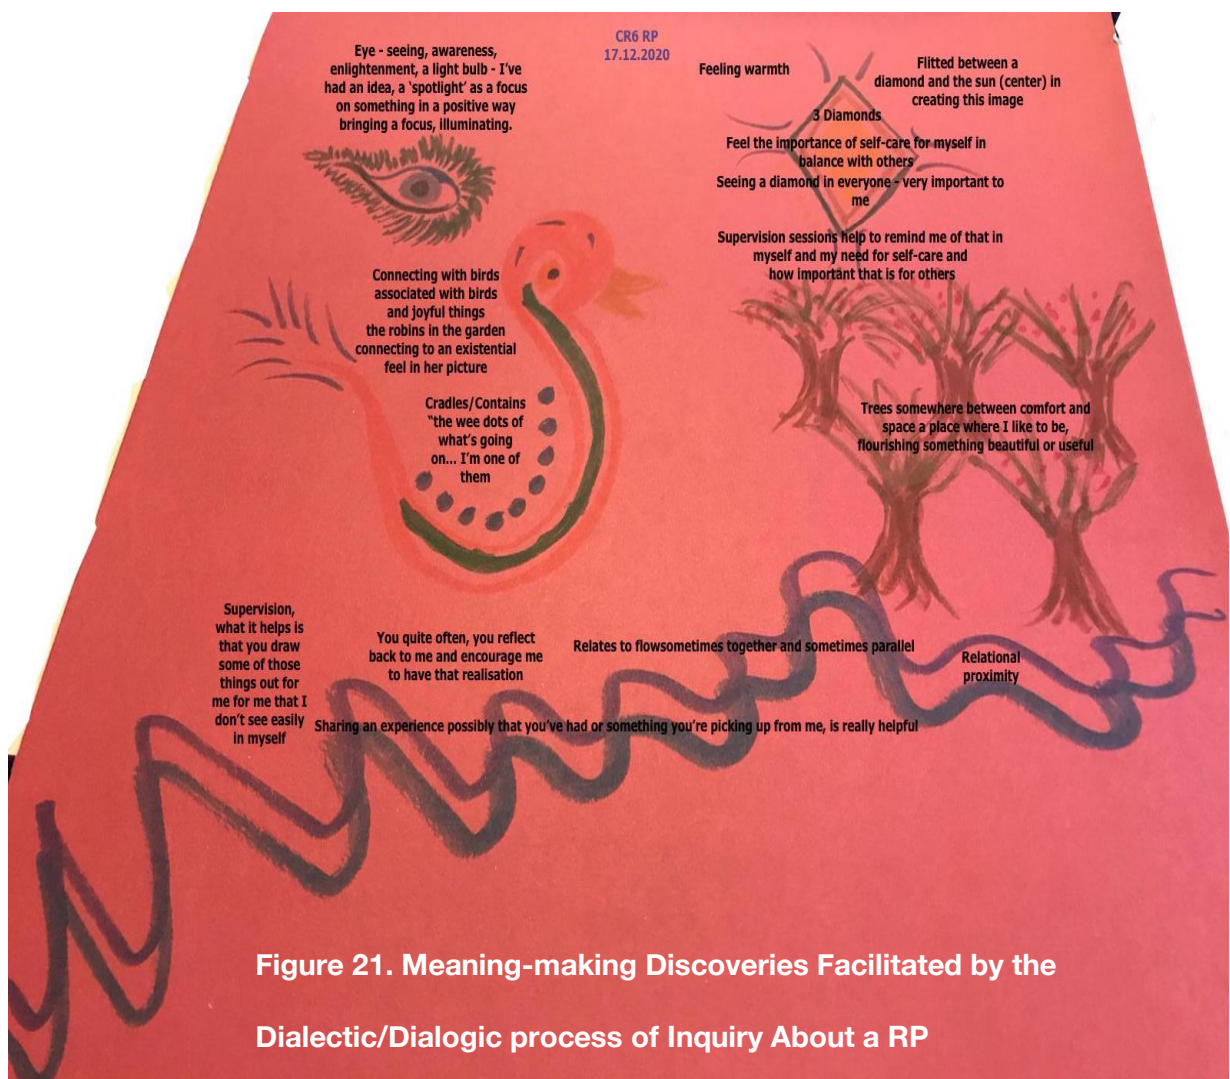 CR6 RP
17.12.2020
Eye - seeing, awareness,
enlightenment, a light bulb - I've
had an idea, a 'spotlight' as a focus
on something in a positive way
bringing a focus, illuminating.
Feeling warmth
Flitted between a
diamond and the sun (center) in
creating this image
3 Diamonds
Feel the importance of self-care for myself in
balance with others
Seeing a diamond in everyone - very important to
me
Supervision sessions help to remind me of that in
myself and my need for self-care and
how important that is for others
Connecting with birds
associated with birds
and joyful things
the robins in the garden
connecting to an existential
feel in her picture
Cradles/Contains
"the wee dots of
what's going
on... I'm one of
them
Trees somewhere between comfort and
space a place where I like to be,
flourishing something beautiful or useful
Supervision,
what it helps is
that you draw
some of those
things out for
me for me that I
don't see easily
in myself
You quite often, you reflect
back to me and encourage me
to have that realisation
Relates to flowsometimes together and sometimes parallel
Relational
proximity
Sharing an experience possibly that you've had or something you're picking up from me, is really helpful
Figure 21. Meaning-making Discoveries Facilitated by the
Dialectic/Dialogic process of Inquiry About a RP